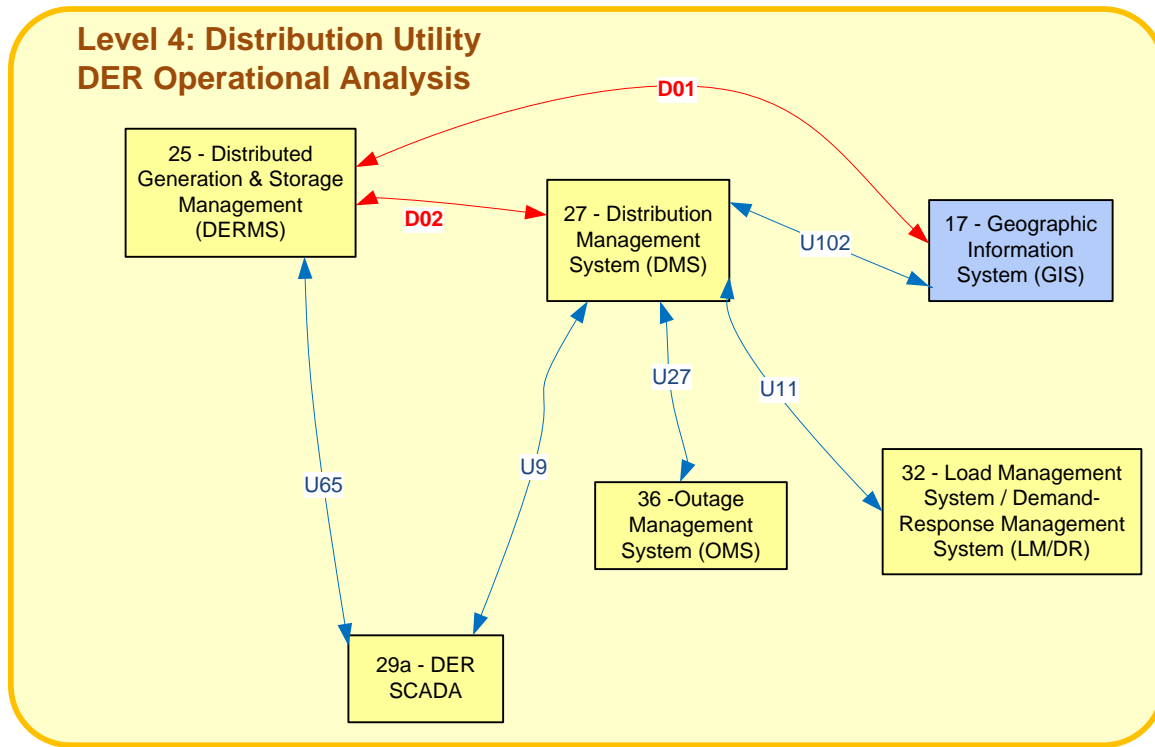 Level 4: Distribution Utility
DER Operational Analysis
D01
25 - Distributed
Generation & Storage
Management
(DERMS)
D02
27 - Distribution
Management
System (DMS)
U102
17 - Geographic
Information
System (GIS)
U27
U11
U9
U65
36 -Outage
Management
System (OMS)
32 - Load Management
System / Demand-
Response Management
System (LM/DR)
29a - DER
SCADA